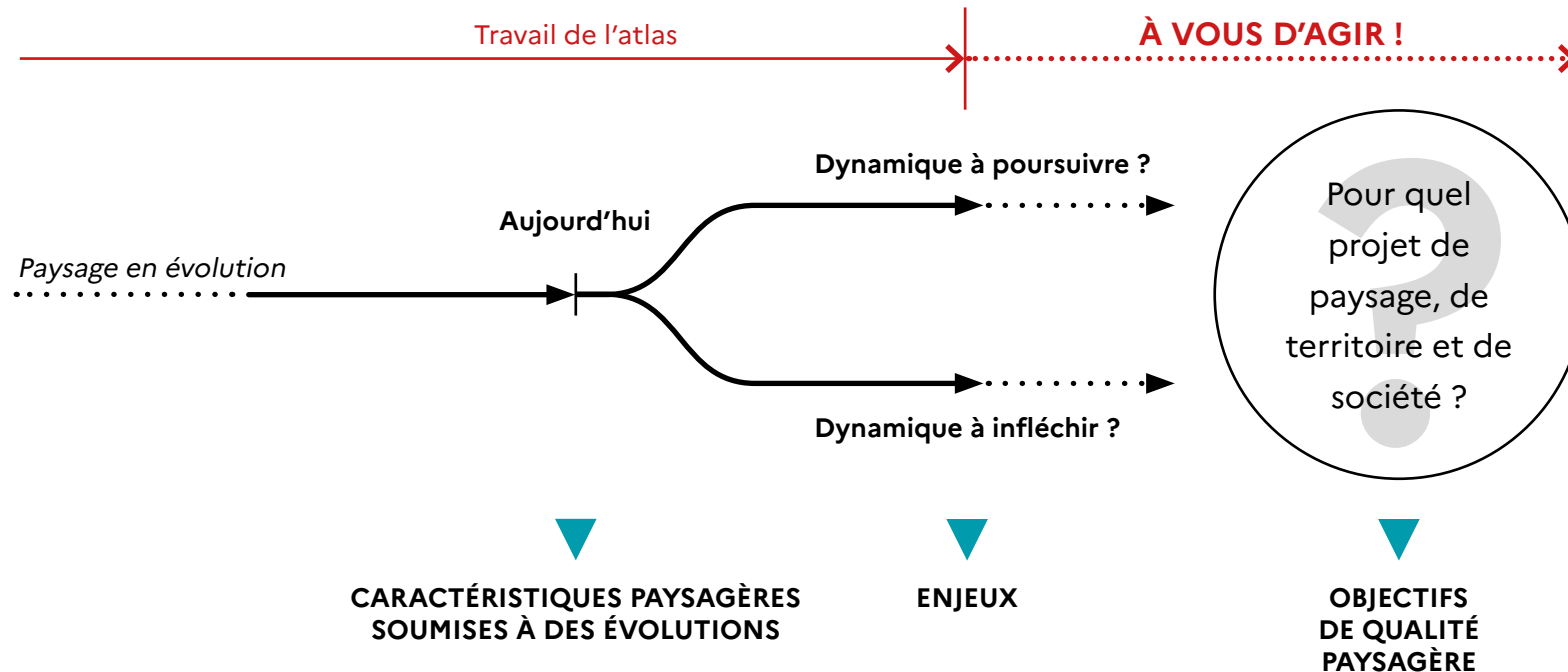 Travail de l’atlas
À VOUS D’AGIR !
Dynamique à poursuivre ?
Aujourd’hui
Paysage en évolution
Dynamique à infléchir ?
Pour quel
projet de
paysage, de
territoire et de
société ?
?
CARACTÉRISTIQUES PAYSAGÈRES
SOUMISES À DES ÉVOLUTIONS
ENJEUX
OBJECTIFS
DE QUALITÉ
PAYSAGÈRE